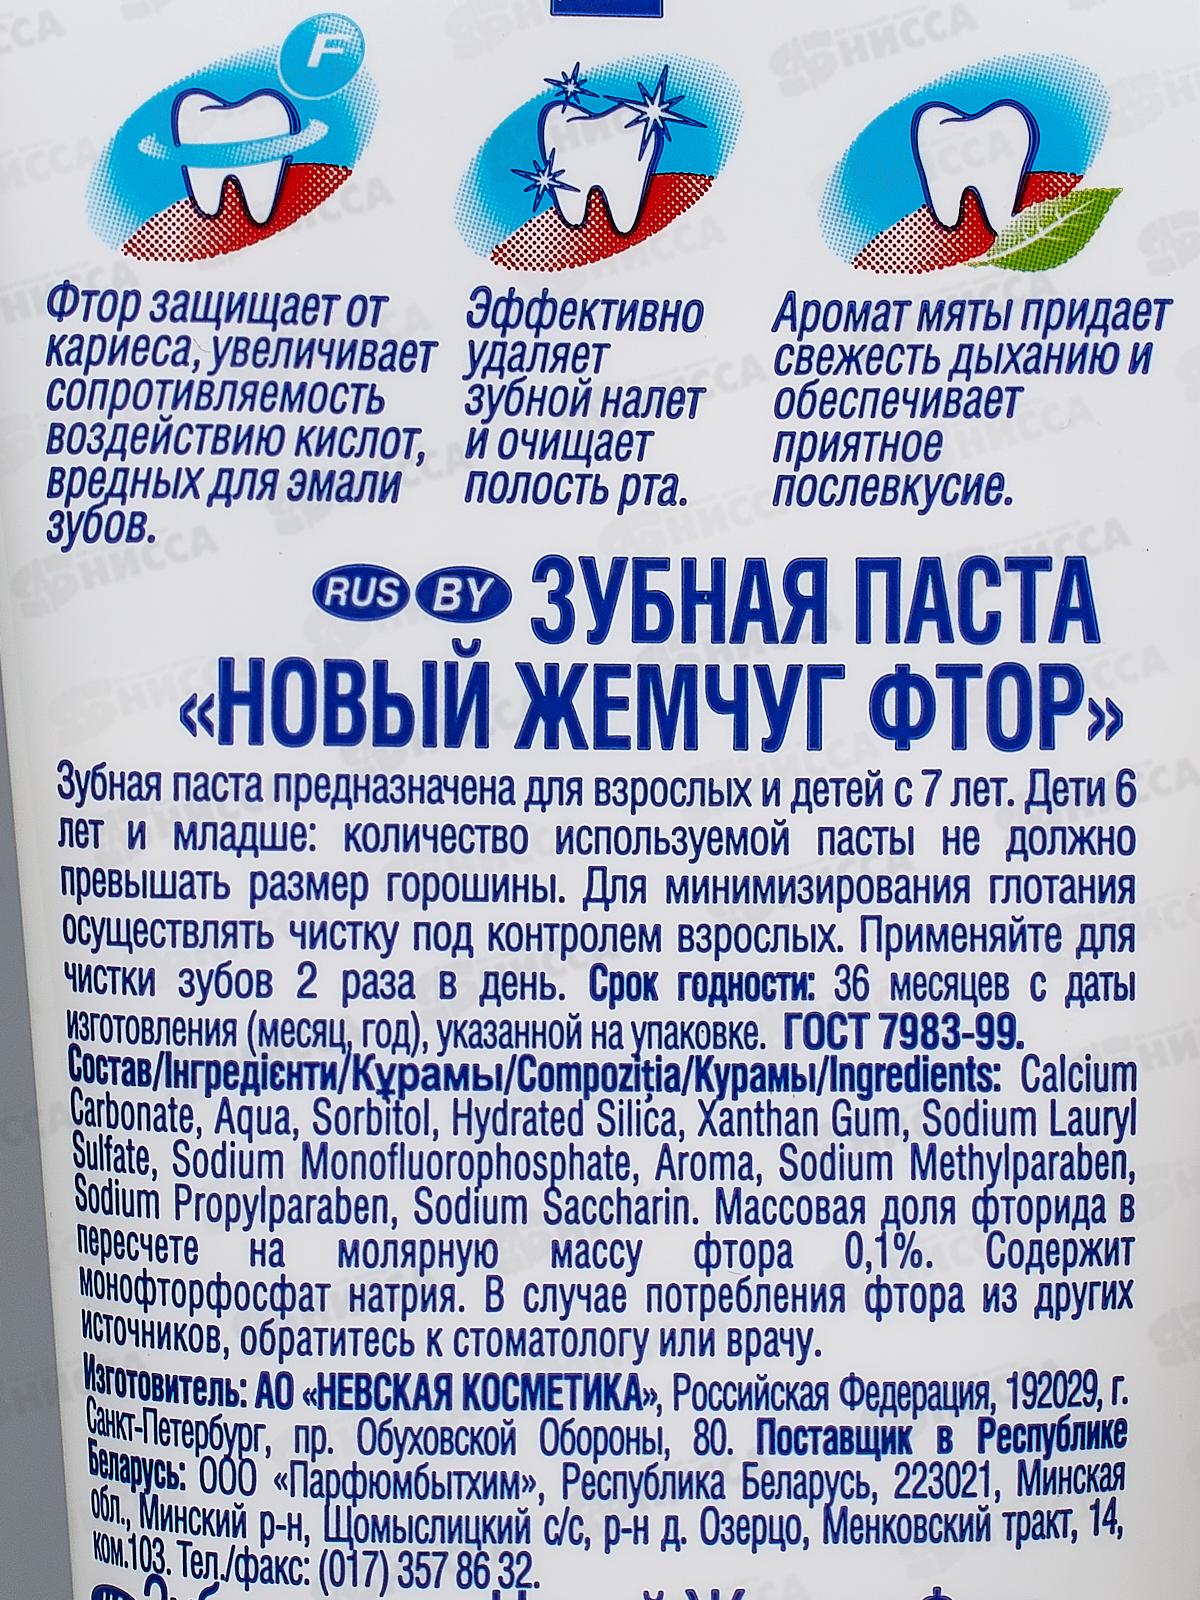 F
Фтор защищает от
кариеса, увеличивает
сопротивляемость
воздействию кислот,
вредных для эмали
зубов.
Эффективно
удаляет
зубной налет
и очищает
полость рта.
Аромат мяты придает
свежесть дыханию и
обеспечивает
приятное
послевкусие.
RUS BY ЗУБНАЯ ПАСТА
«НОВЫЙ ЖЕМЧУГ ФТОР»
Зубная паста предназначена для взрослых и детей с 7 лет. Дети 6
лет и младше: количество используемой пасты не должно
превышать размер горошины. Для минимизирования глотания
осуществлять чистку под контролем взрослых. Применяйте для
чистки зубов 2 раза в день. Срок годности: 36 месяцев с даты
изготовления (месяц, год), указанной на упаковке. ГОСТ 7983-99.
Состав/Інгредієнти/Құрамы/Compoziția/Курамы/Ingredients: Calcium
Carbonate, Aqua, Sorbitol, Hydrated Silica, Xanthan Gum, Sodium Lauryl
Sulfate, Sodium Monofluorophosphate, Aroma, Sodium Methylparaben,
Sodium Propylparaben, Sodium Saccharin. Массовая доля фторида в
пересчете на молярную массу фтора 0,1%. Содержит
монофторфосфат натрия. В случае потребления фтора из других
источников, обратитесь к стоматологу или врачу.
Изготовитель: АО «НЕВСКАЯ КОСМЕТИКА», Российская Федерация, 192029, г.
Санкт-Петербург, пр. Обуховской Обороны, 80. Поставщик в Республике
Беларусь: ООО «Парфюмбытхим», Республика Беларусь, 223021, Минская
обл., Минский р-н, Щомыслицкий с/с, р-н д. Озерцо, Менковский тракт, 14,
ком.103. Тел./факс: (017) 357 86 32.